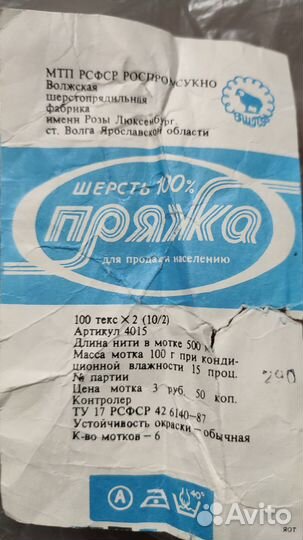 МТП РСФСР РОСПРОМСУКНО
Волжская
шерстопрядильная
фабрика
имени Розы Люксембург
ст. Волга Ярославской области
ШЕРСТЬ 100%
пряжа
для продажи населению
100 текс × 2 (10/2)
Артикул 4015
Длина нити в мотке 500 м
Масса мотка 100 г при конди-
ционной влажности 15 проц.
№ партии
290
Цена мотка 3 руб. 50 коп.
Контролер
ТУ 17 РСФСР 42 6140—87
Устойчивость окраски — обычная
К-во мотков — 6
А
40°
ЯОТ
Avito